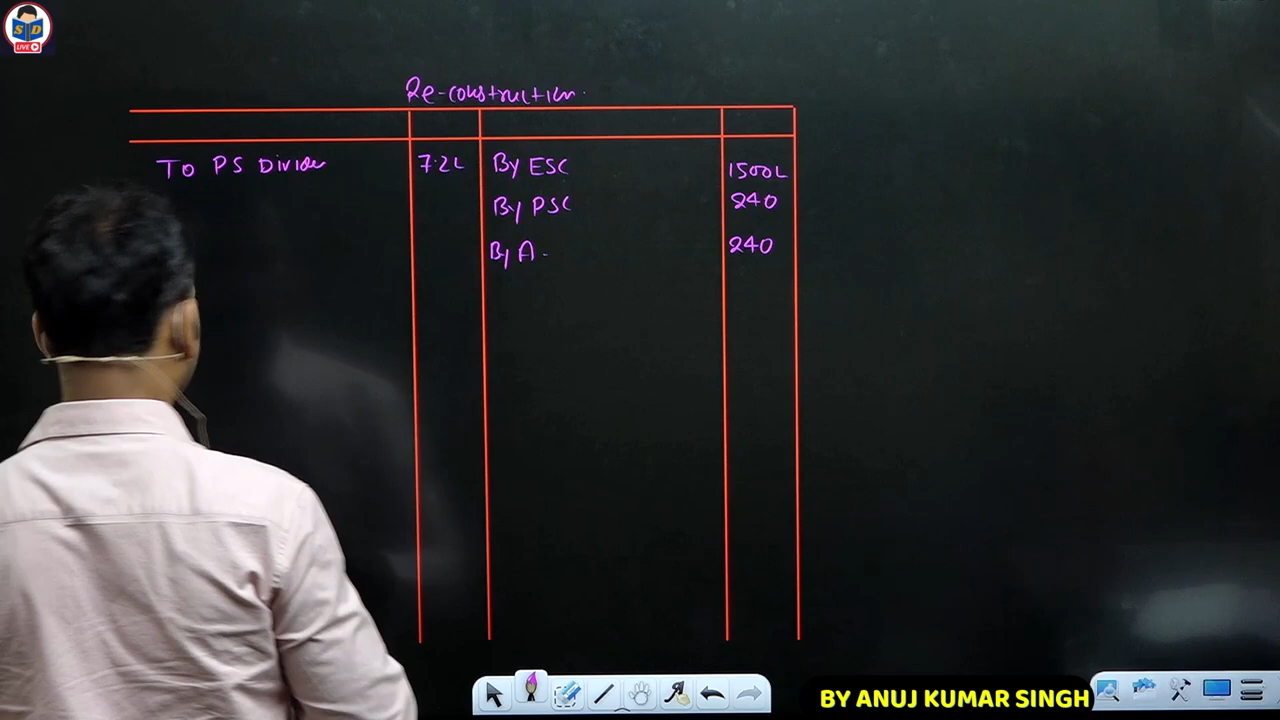 S D
LIVE
Re-construction.
To PS Divide 7.2L By ESC 1500L
By PSC 240
By A 240
BY ANUJ KUMAR SINGH